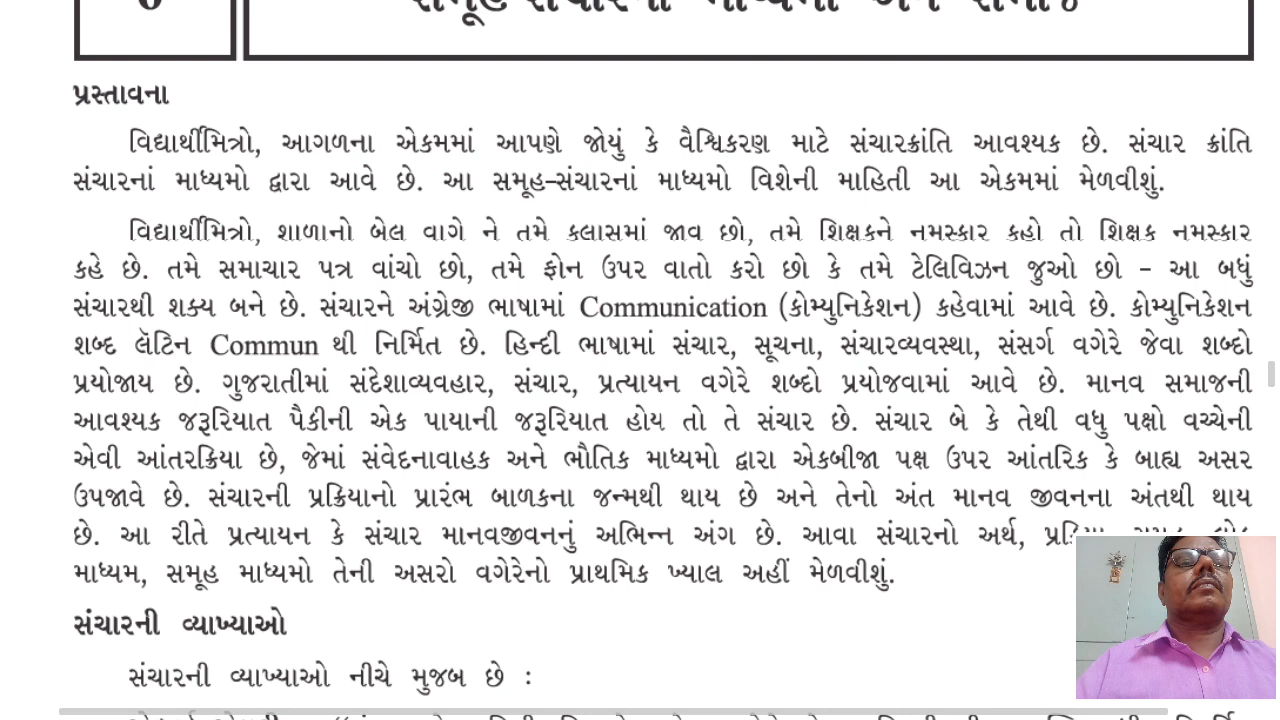 પ્રસ્તાવના
વિદ્યાર્થીમિત્રો, આગળના એકમમાં આપણે જોયું કે વૈશ્વિકરણ માટે સંચારક્રાંતિ આવશ્યક છે. સંચાર ક્રાંતિ
સંચારનાં માધ્યમો દ્વારા આવે છે. આ સમૂહ-સંચારનાં માધ્યમો વિશેની માહિતી આ એકમમાં મેળવીશું.
વિદ્યાર્થીમિત્રો, શાળાનો બેલ વાગે ને તમે કલાસમાં જાવ છો, તમે શિક્ષકને નમસ્કાર કહો તો શિક્ષક નમસ્કાર
કહે છે. તમે સમાચાર પત્ર વાંચો છો, તમે ફોન ઉપર વાતો કરો છો કે તમે ટેલિવિઝન જુઓ છો – આ બધું
સંચારથી શક્ય બને છે. સંચારને અંગ્રેજી ભાષામાં Communication (કોમ્યુનિકેશન) કહેવામાં આવે છે. કોમ્યુનિકેશન
શબ્દ લૅટિન Commun થી નિર્મિત છે. હિન્દી ભાષામાં સંચાર, સૂચના, સંચારવ્યવસ્થા, સંસર્ગ વગેરે જેવા શબ્દો
પ્રયોજાય છે. ગુજરાતીમાં સંદેશાવ્યવહાર, સંચાર, પ્રત્યાયન વગેરે શબ્દો પ્રયોજવામાં આવે છે. માનવ સમાજની
આવશ્યક જરૂરિયાત પૈકીની એક પાયાની જરૂરિયાત હોય તો તે સંચાર છે. સંચાર બે કે તેથી વધુ પક્ષો વચ્ચેની
એવી આંતરક્રિયા છે, જેમાં સંવેદનાવાહક અને ભૌતિક માધ્યમો દ્વારા એકબીજા પક્ષ ઉપર આંતરિક કે બાહ્ય અસર
ઉપજાવે છે. સંચારની પ્રક્રિયાનો પ્રારંભ બાળકના જન્મથી થાય છે અને તેનો અંત માનવ જીવનના અંતથી થાય
છે. આ રીતે પ્રત્યાયન કે સંચાર માનવજીવનનું અભિન્ન અંગ છે. આવા સંચારનો અર્થ,
માધ્યમ, સમૂહ માધ્યમો તેની અસરો વગેરેનો પ્રાથમિક ખ્યાલ અહીં મેળવીશું.
સંચારની વ્યાખ્યાઓ
સંચારની વ્યાખ્યાઓ નીચે મુજબ છે :